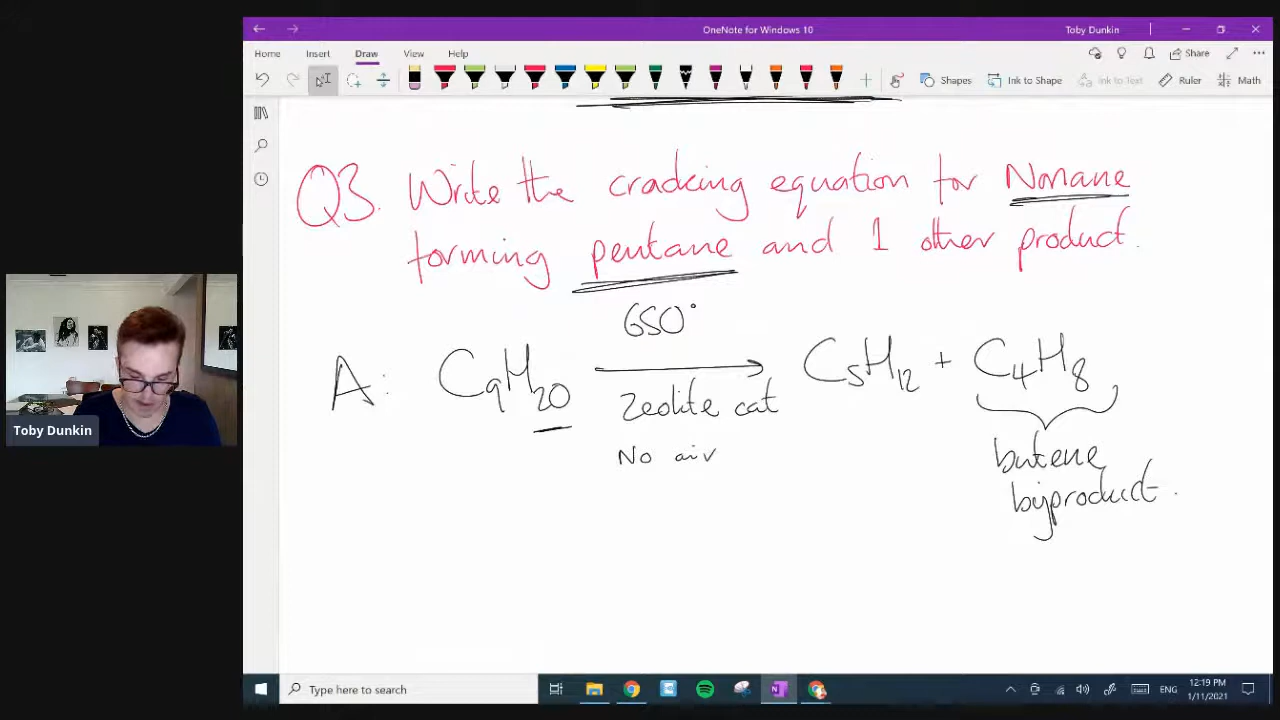 OneNote for Windows 10
Toby Dunkin
Home Insert Draw View Help
Share
Shapes Ink to Shape Ink to Text Ruler Math
Q3. Write the cracking equation for Nonane
forming pentane and 1 other product.
650°
A: C9H20 → C5H12 + C4H8
Zeolite cat
No air
butene
biproduct.
Toby Dunkin
Type here to search
ENG
12:19 PM
1/11/2021